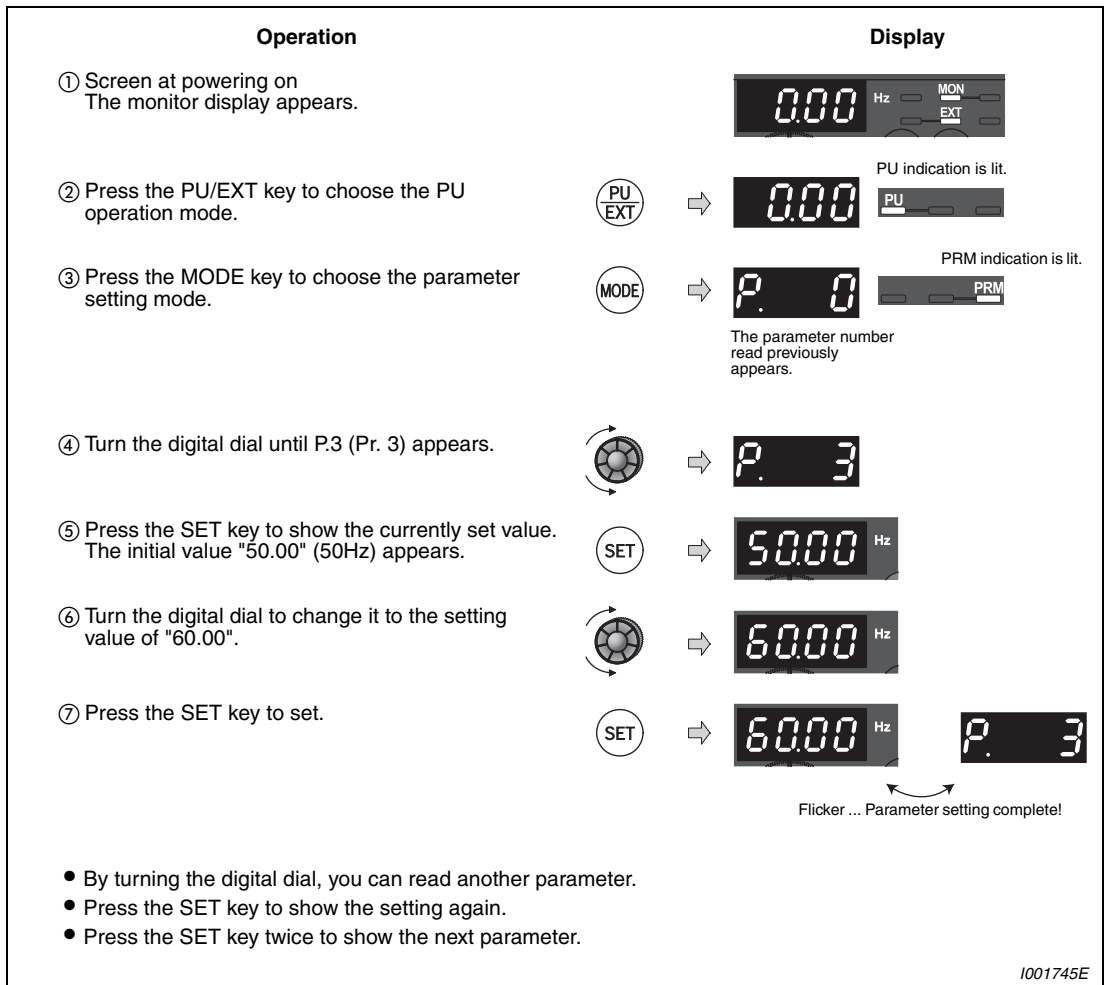 Operation
Display
① Screen at powering on
The monitor display appears.
0.00 Hz MON
EXT
② Press the PU/EXT key to choose the PU
operation mode.
PU
EXT
0.00
PU indication is lit.
PU
③ Press the MODE key to choose the parameter
setting mode.
MODE
P. 0
PRM indication is lit.
PRM
The parameter number
read previously
appears.
④ Turn the digital dial until P.3 (Pr. 3) appears.
P. 3
⑤ Press the SET key to show the currently set value.
The initial value "50.00" (50Hz) appears.
SET
50.00 Hz
⑥ Turn the digital dial to change it to the setting
value of "60.00".
60.00 Hz
⑦ Press the SET key to set.
SET
60.00 Hz
P. 3
Flicker ... Parameter setting complete!
● By turning the digital dial, you can read another parameter.
● Press the SET key to show the setting again.
● Press the SET key twice to show the next parameter.
I001745E